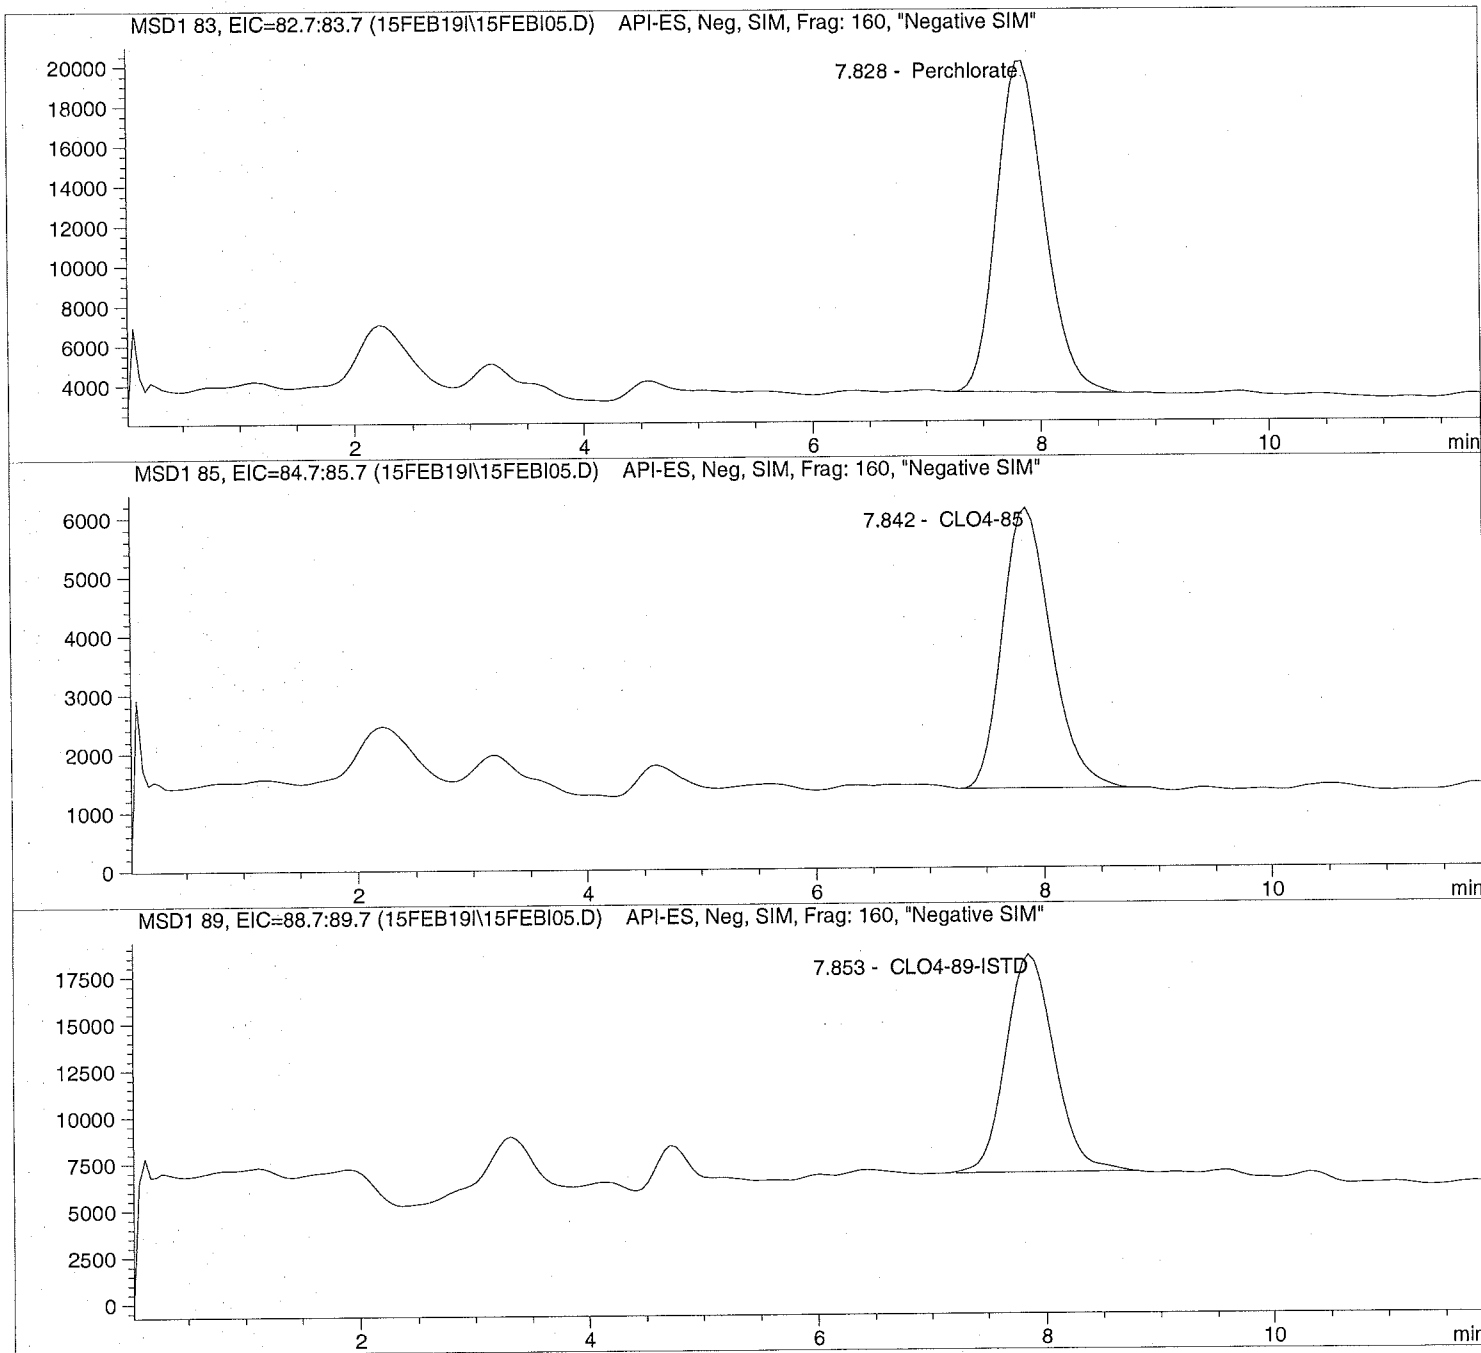 MSD1 83, EIC=82.7:83.7 (15FEB19I\15FEBI05.D) API-ES, Neg, SIM, Frag: 160, "Negative SIM"
7.828 - Perchlorate
20000
18000
16000
14000
12000
10000
8000
6000
4000
2 4 6 8 10 min
MSD1 85, EIC=84.7:85.7 (15FEB19I\15FEBI05.D) API-ES, Neg, SIM, Frag: 160, "Negative SIM"
7.842 - CLO4-85
6000
5000
4000
3000
2000
1000
0
2 4 6 8 10 min
MSD1 89, EIC=88.7:89.7 (15FEB19I\15FEBI05.D) API-ES, Neg, SIM, Frag: 160, "Negative SIM"
7.853 - CLO4-89-ISTD
17500
15000
12500
10000
7500
5000
2500
0
2 4 6 8 10 min